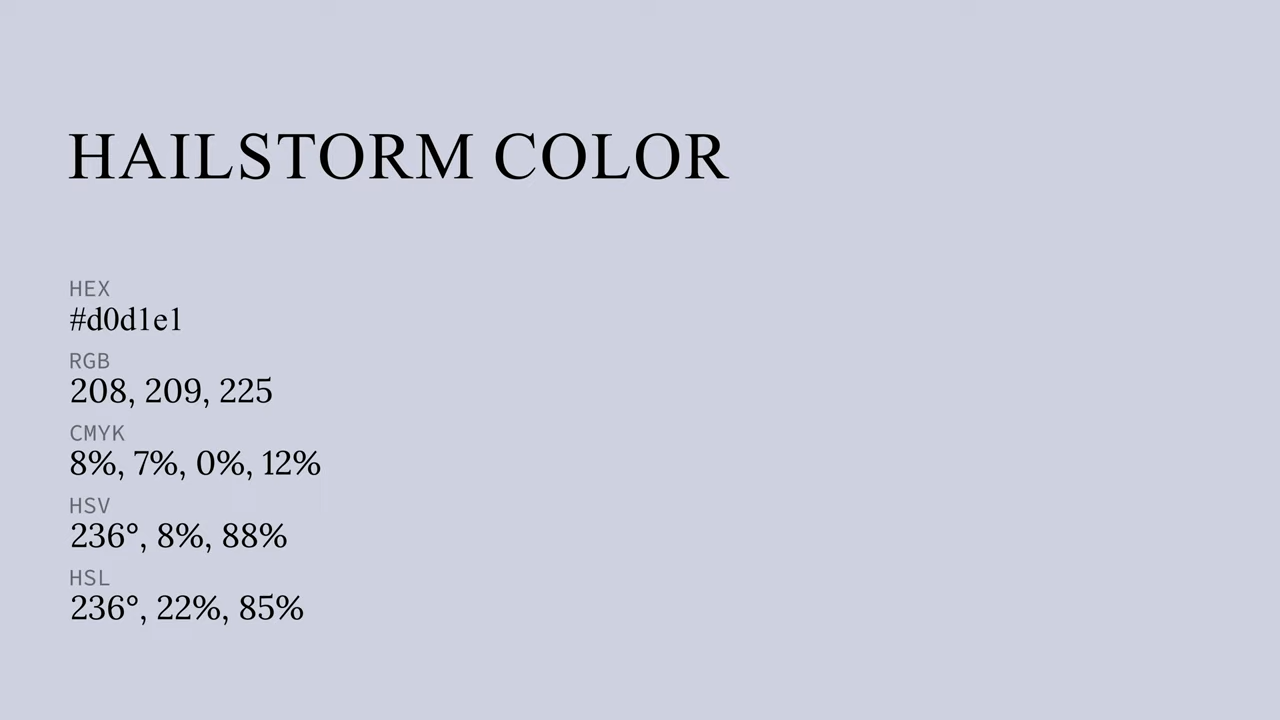 HAILSTORM COLOR
HEX
#d0d1e1
RGB
208, 209, 225
CMYK
8%, 7%, 0%, 12%
HSV
236°, 8%, 88%
HSL
236°, 22%, 85%